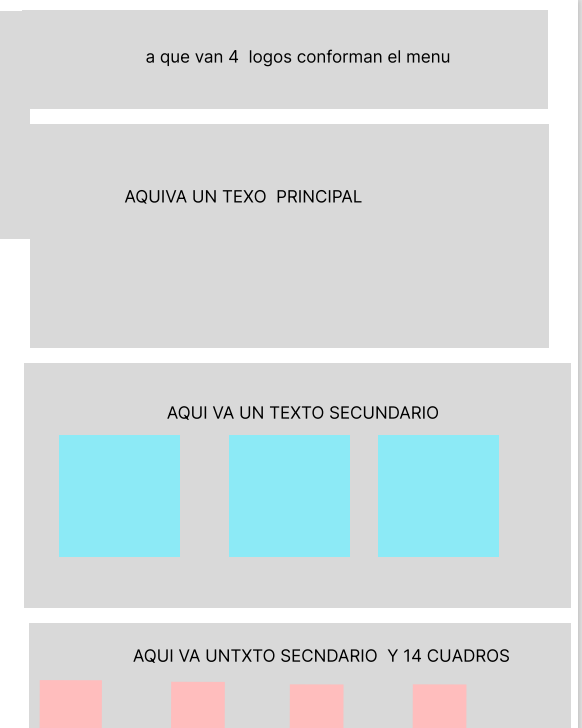 a que van 4  logos conforman el menu
AQUIVA UN TEXO  PRINCIPAL
AQUI VA UN TEXTO SECUNDARIO
AQUI VA UNTXTO SECNDARIO  Y 14 CUADROS